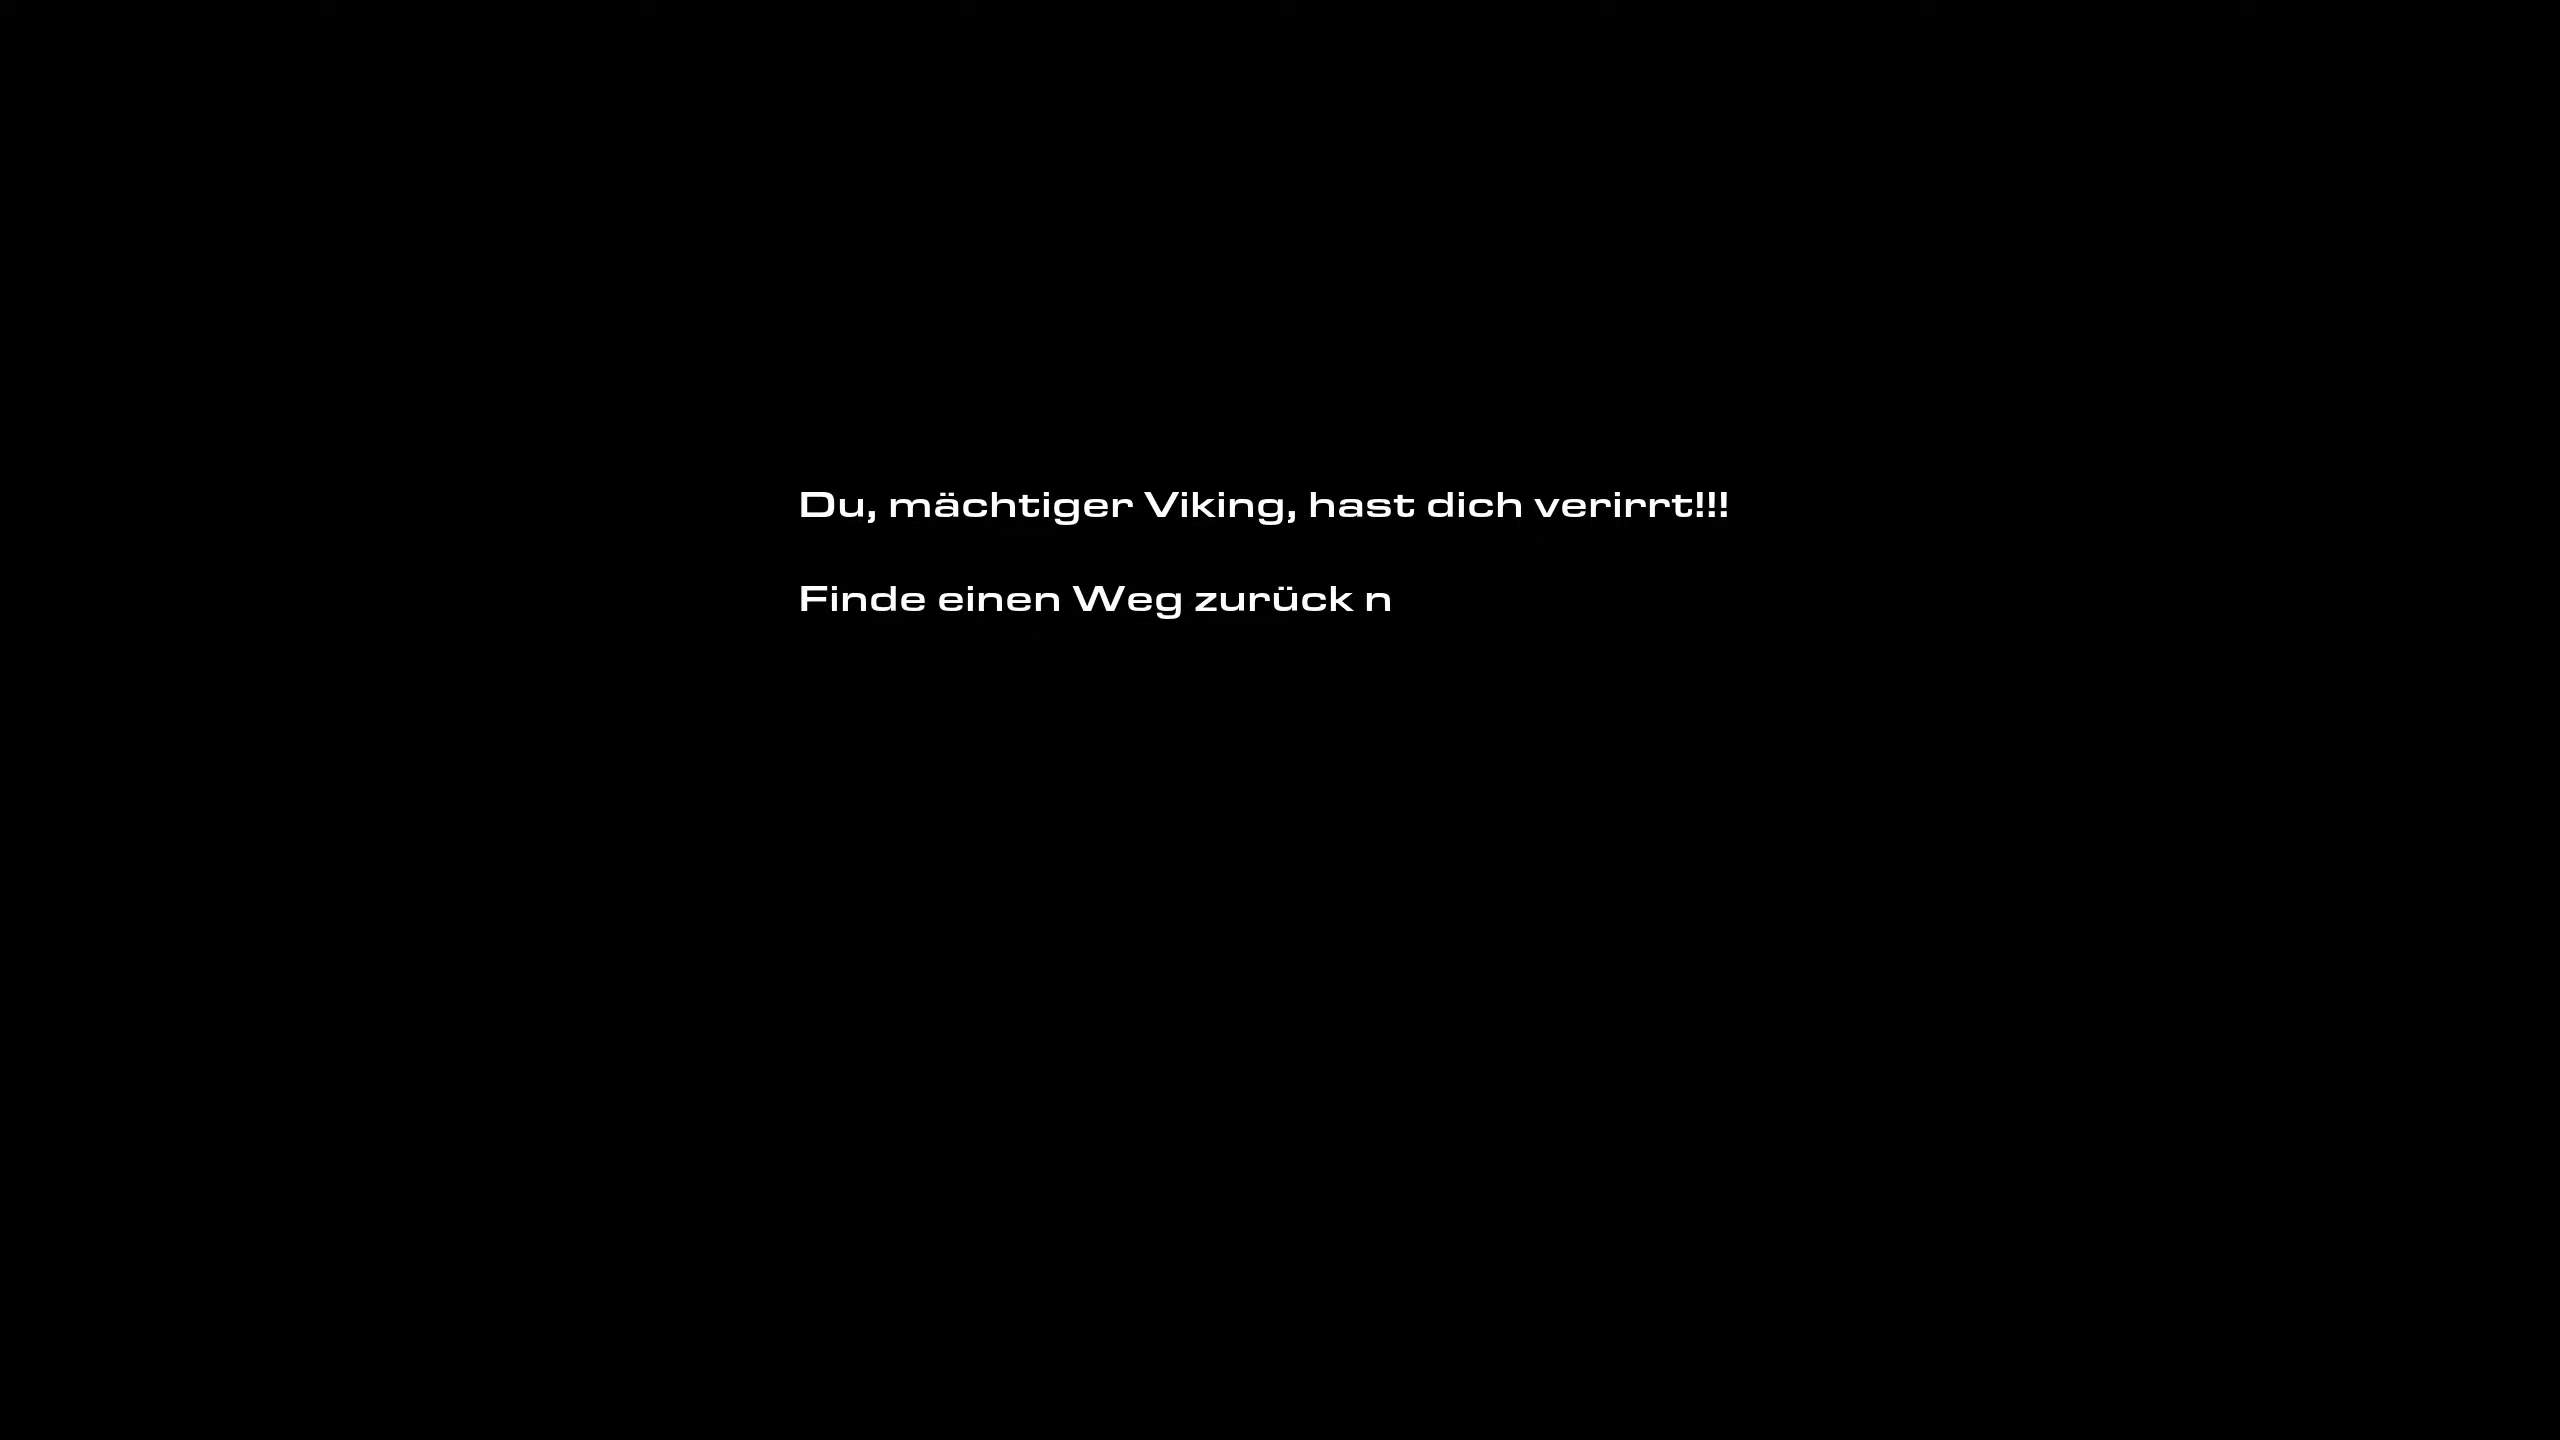 Du, mächtiger Viking, hast dich verirrt!!!
Finde einen Weg zurück n